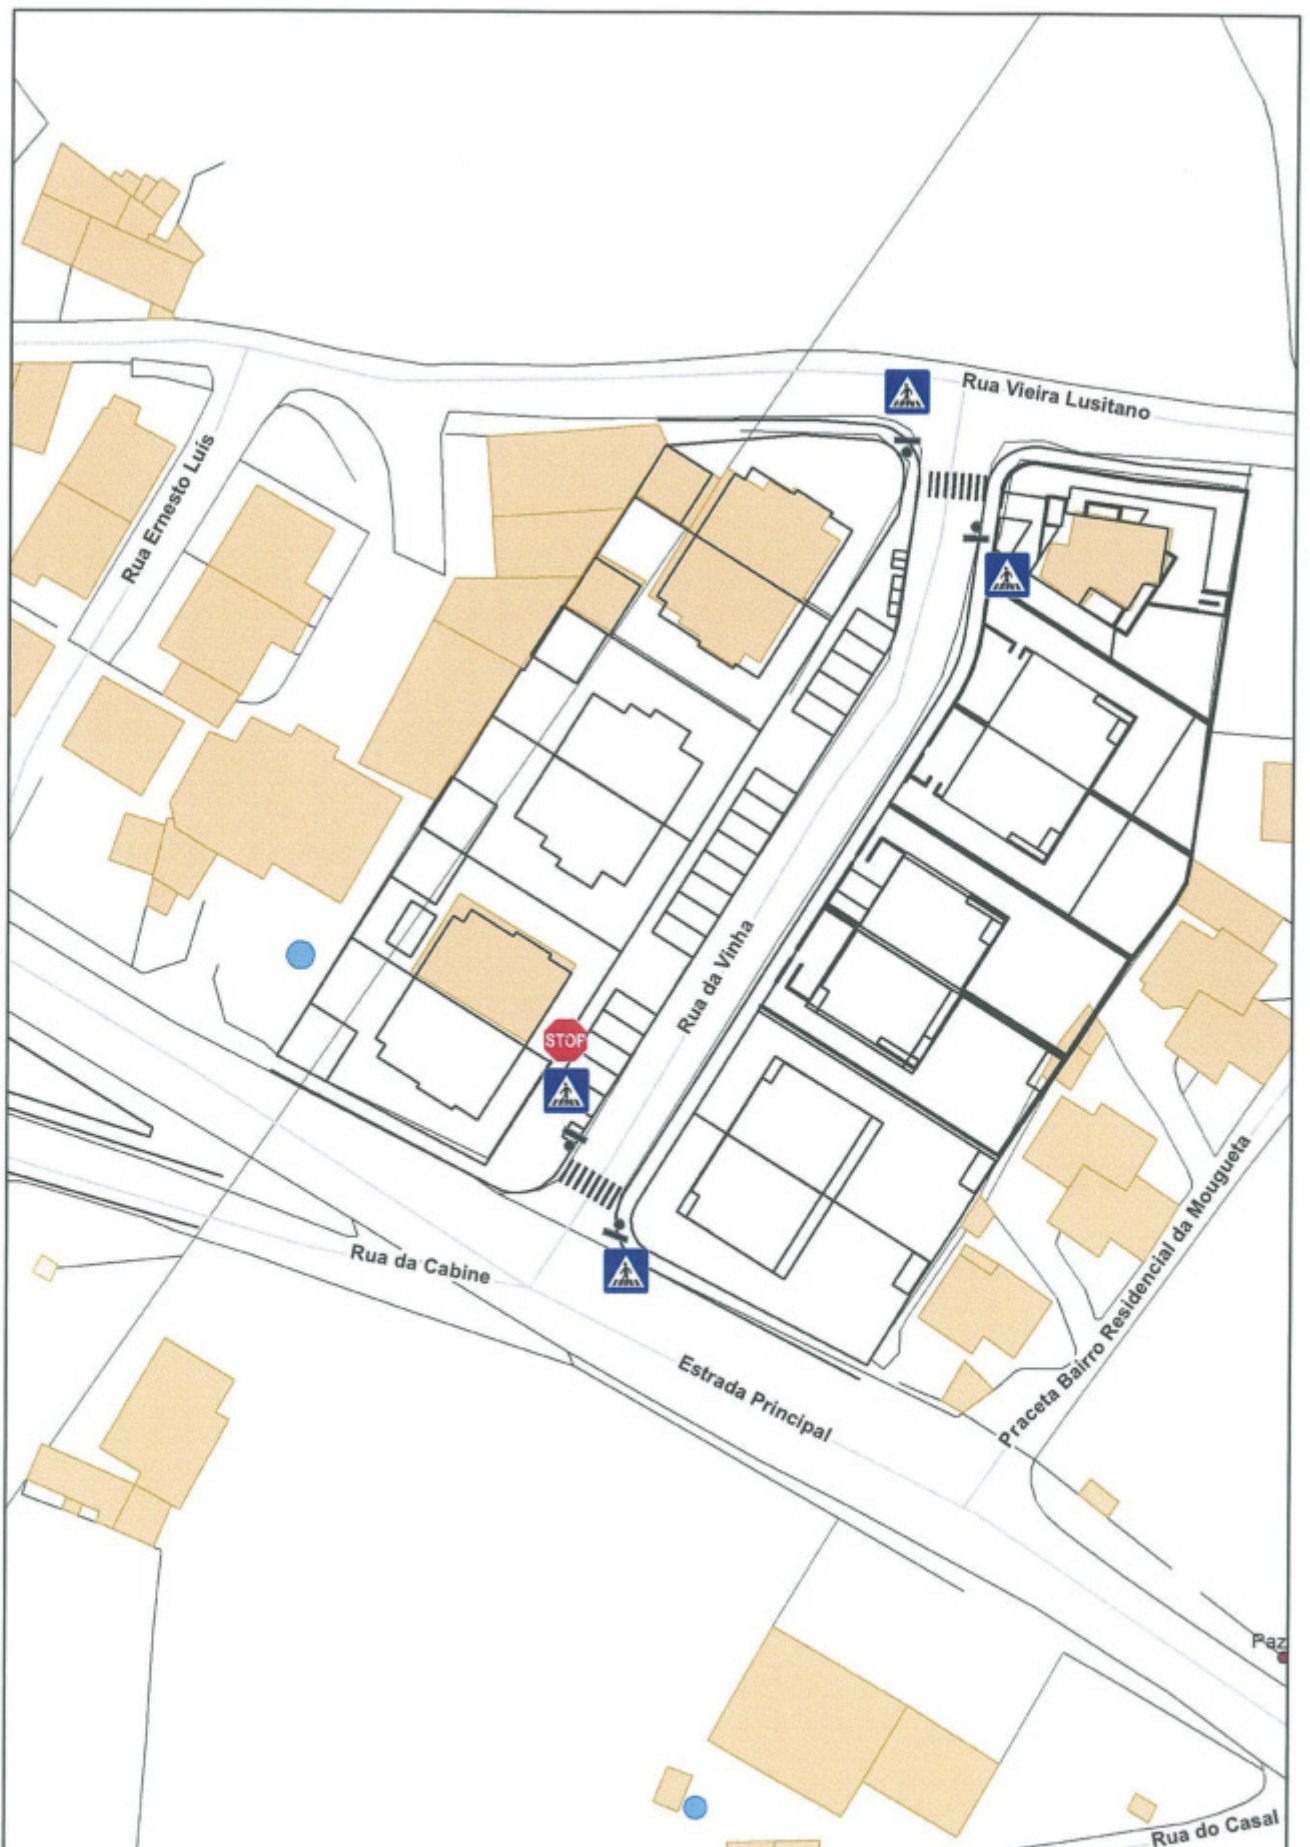 Rua Vieira Lusitano
Rua Ernesto Luís
Rua da Vinha
STOP
Rua da Cabine
Praceta Bairro Residencial da Mougueta
Estrada Principal
Paz
Rua do Casal